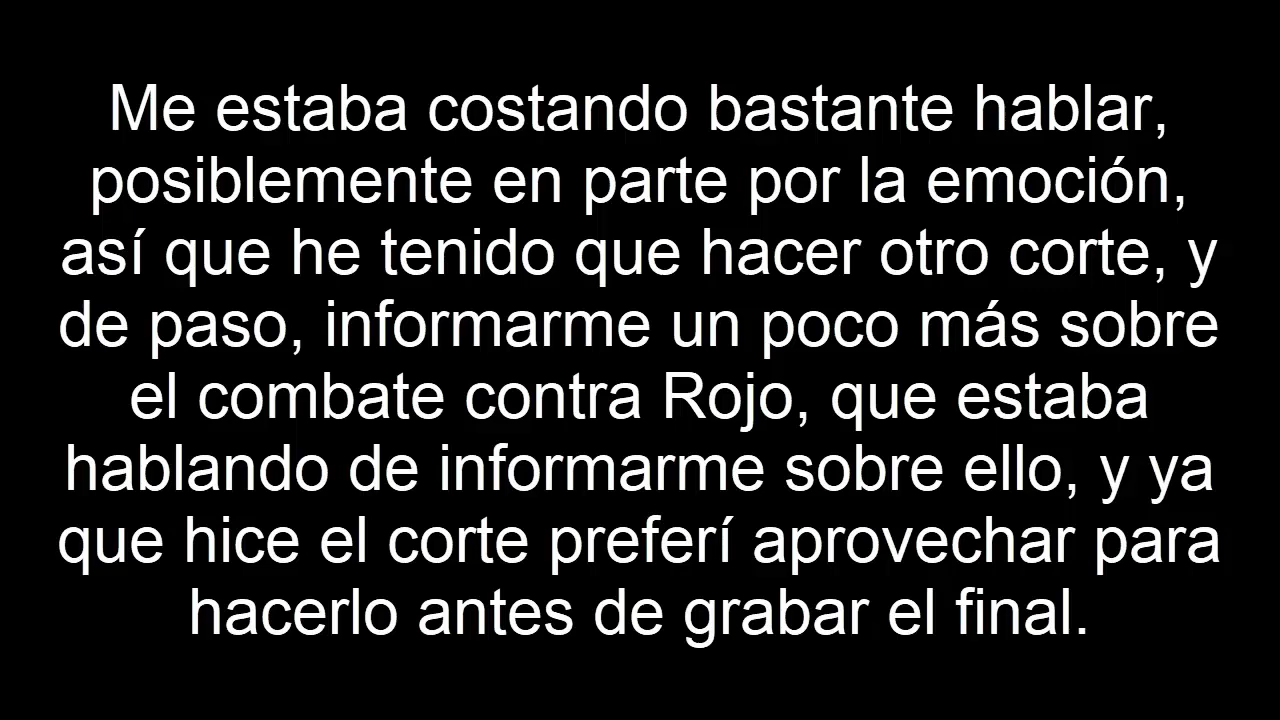 Me estaba costando bastante hablar,
posiblemente en parte por la emoción,
así que he tenido que hacer otro corte, y
de paso, informarme un poco más sobre
el combate contra Rojo, que estaba
hablando de informarme sobre ello, y ya
que hice el corte preferí aprovechar para
hacerlo antes de grabar el final.